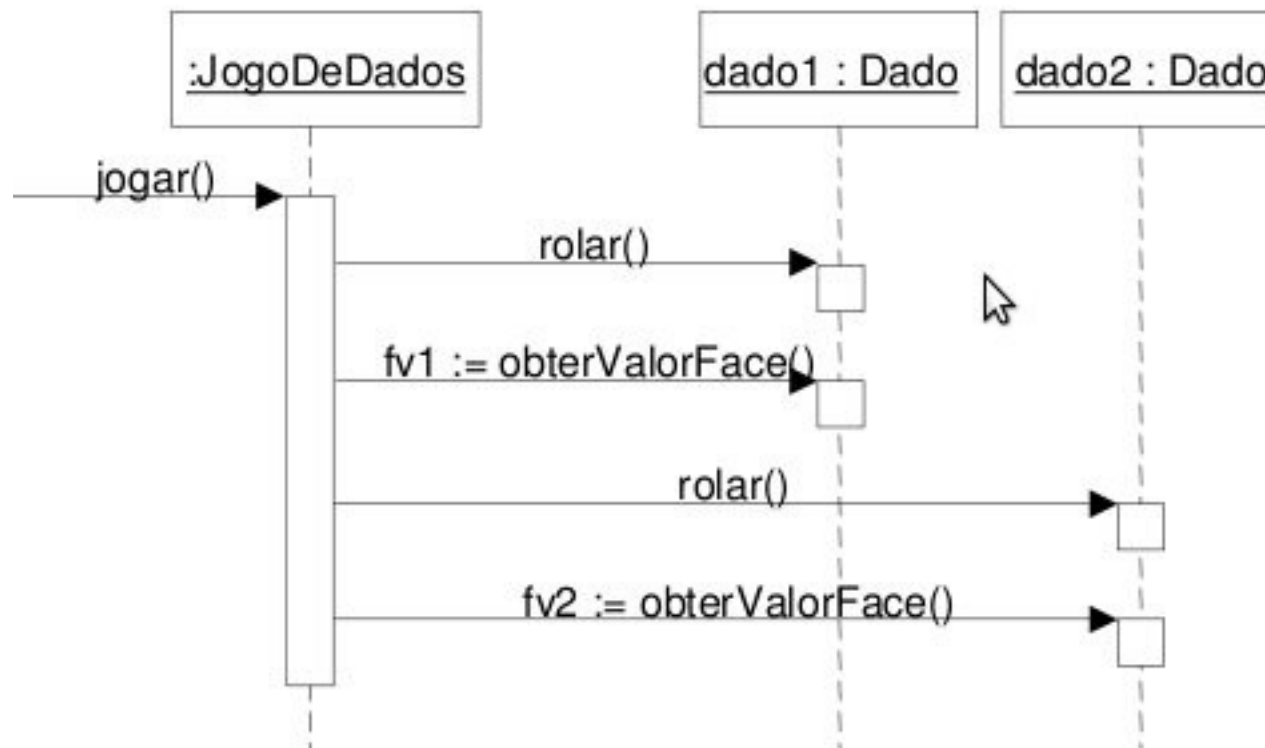 :JogoDeDados
dado1 : Dado
dado2 : Dado
jogar()
rolar()
fv1 := obterValorFace()
rolar()
fv2 := obterValorFace()